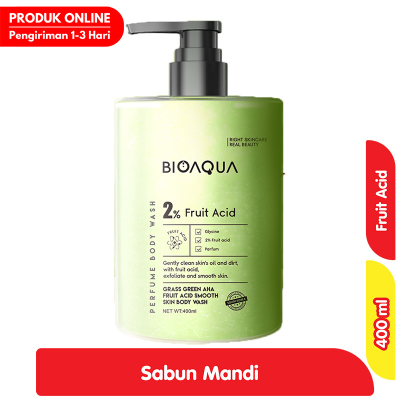 PRODUK ONLINE
Pengiriman 1-3 Hari
RIGHT SKINCARE
REAL BEAUTY
BIOAQUA
PERFUME BODY WASH
2% Fruit Acid
FRUIT ACID
Glycine
2% Fruit acid
Perfum
Gently clean skin's oil and dirt,
with fruit acid,
exfoliate and smooth skin.
GRASS GREEN AHA
FRUIT ACID SMOOTH
SKIN BODY WASH
NET WT:400ml
Fruit Acid
400 ml
Sabun Mandi